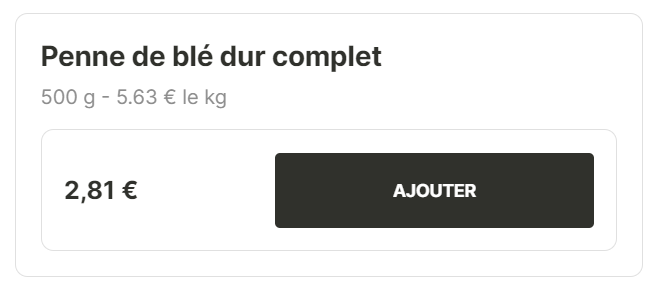 Penne de blé dur complet
500 g - 5.63 € le kg
2,81 €
AJOUTER